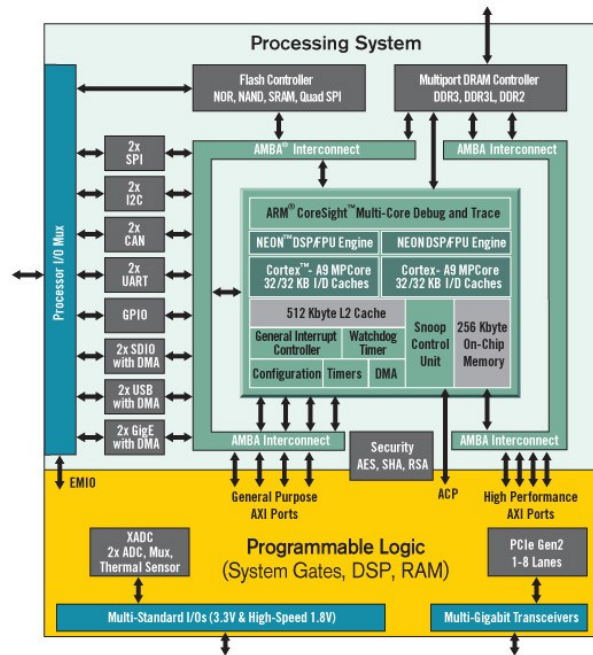 Processing System
Flash Controller
NOR, NAND, SRAM, Quad SPI
Multiport DRAM Controller
DDR3, DDR3L, DDR2
Processor I/O Mux
2x
SPI
2x
I2C
2x
CAN
2x
UART
GPIO
2x SDIO
with DMA
2x USB
with DMA
2x GigE
with DMA
AMBA® Interconnect
AMBA Interconnect
ARM® CoreSight™ Multi-Core Debug and Trace
NEON™ DSP/FPU Engine
NEON DSP/FPU Engine
Cortex™- A9 MPCore
32/32 KB I/D Caches
Cortex- A9 MPCore
32/32 KB I/D Caches
512 Kbyte L2 Cache
General Interrupt
Controller
Watchdog
Timer
Configuration
Timers
DMA
Snoop
Control
Unit
256 Kbyte
On-Chip
Memory
AMBA Interconnect
Security
AES, SHA, RSA
AMBA Interconnect
EMIO
General Purpose
AXI Ports
ACP
High Performance
AXI Ports
XADC
2x ADC, Mux,
Thermal Sensor
Programmable Logic
(System Gates, DSP, RAM)
PCIe Gen2
1-8 Lanes
Multi-Standard I/Os (3.3V & High-Speed 1.8V)
Multi-Gigabit Transceivers